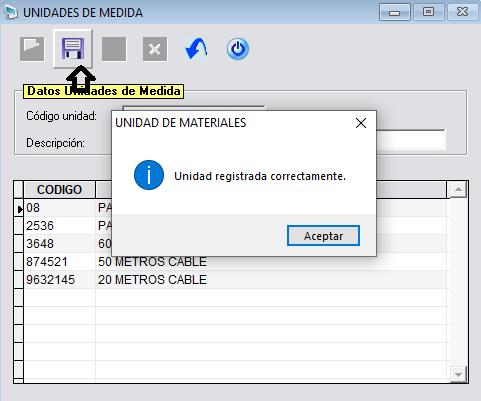 UNIDADES DE MEDIDA
Datos Unidades de Medida
Código unidad:
Descripción:
UNIDAD DE MATERIALES
Unidad registrada correctamente.
Aceptar
CODIGO
08 PA
2536 PA
3648 60
874521 50 METROS CABLE
9632145 20 METROS CABLE